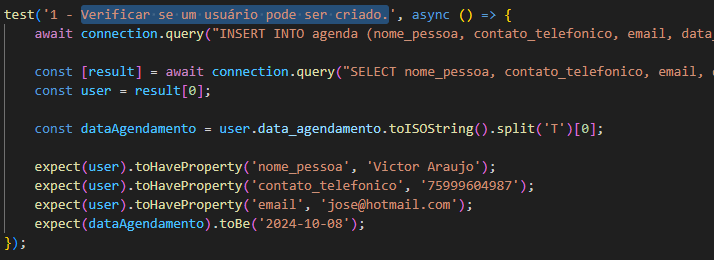 test('1 - Verificar se um usuário pode ser criado.', async () => {
await connection.query("INSERT INTO agenda (nome_pessoa, contato_telefonico, email, data_
const [result] = await connection.query("SELECT nome_pessoa, contato_telefonico, email,
const user = result[0];
const dataAgendamento = user.data_agendamento.toISOString().split('T')[0];
expect(user).toHaveProperty('nome_pessoa', 'Victor Araujo');
expect(user).toHaveProperty('contato_telefonico', '75999604987');
expect(user).toHaveProperty('email', 'jose@hotmail.com');
expect(dataAgendamento).toBe('2024-10-08');
});